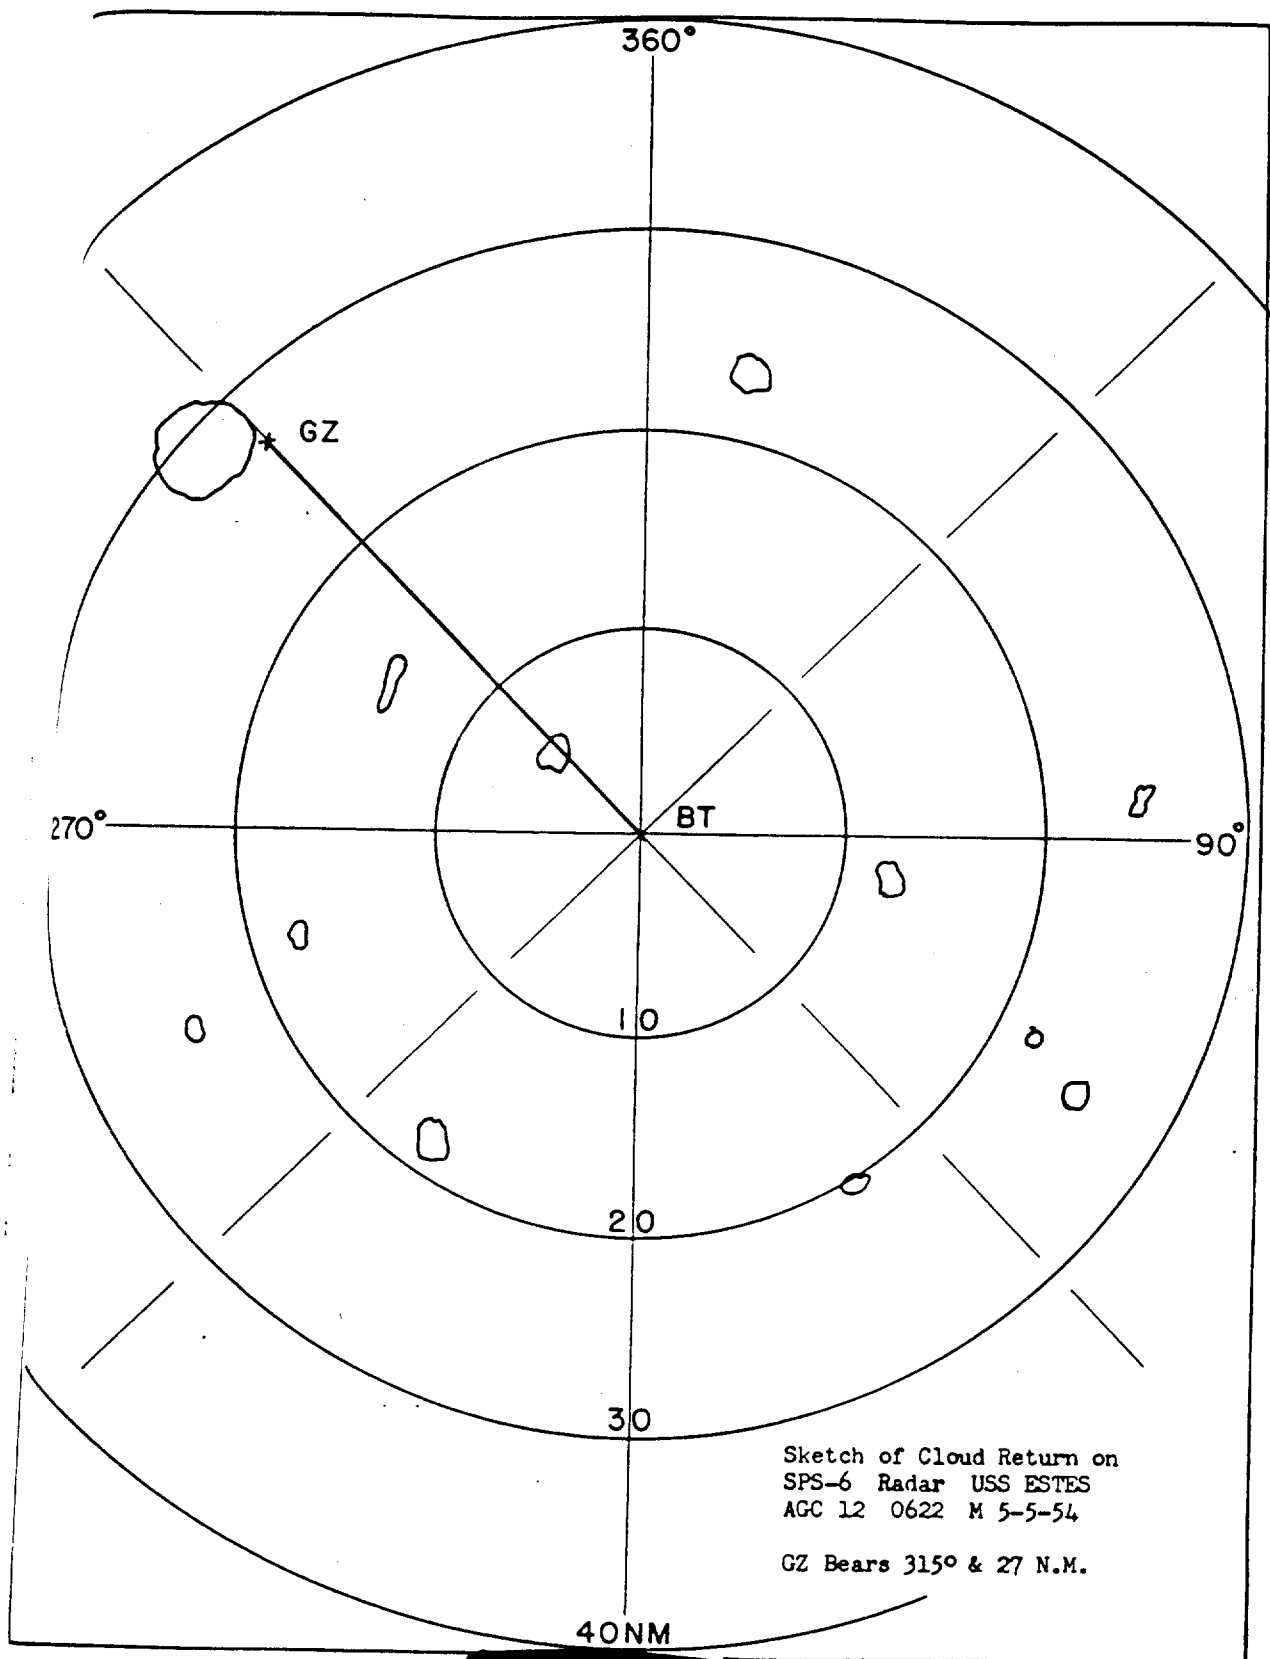 360°
GZ
BT
270°
90°
10
20
30
Sketch of Cloud Return on
SPS-6 Radar USS ESTES
AGC 12 0622 M 5-5-54
GZ Bears 315° & 27 N.M.
40NM